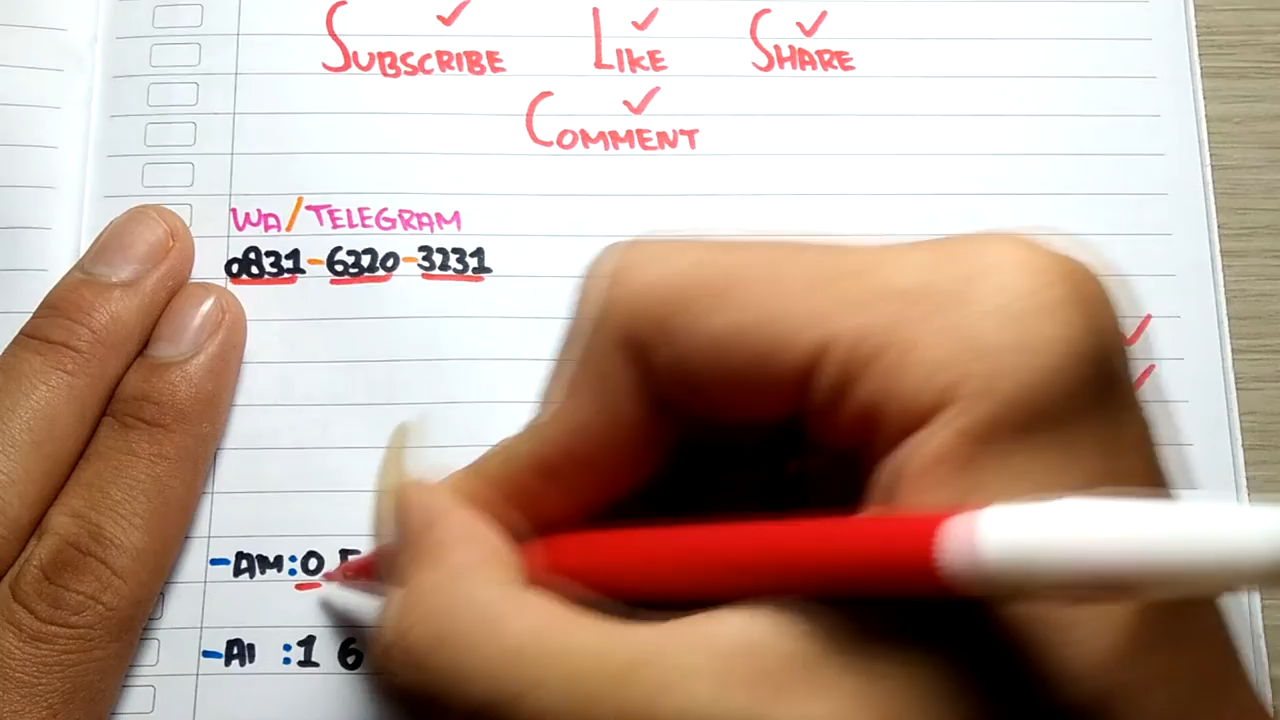 SUBSCRIBE LIKE SHARE
COMMENT
WA/TELEGRAM
0831-6320-3231
-AM:0
-AI :1 6